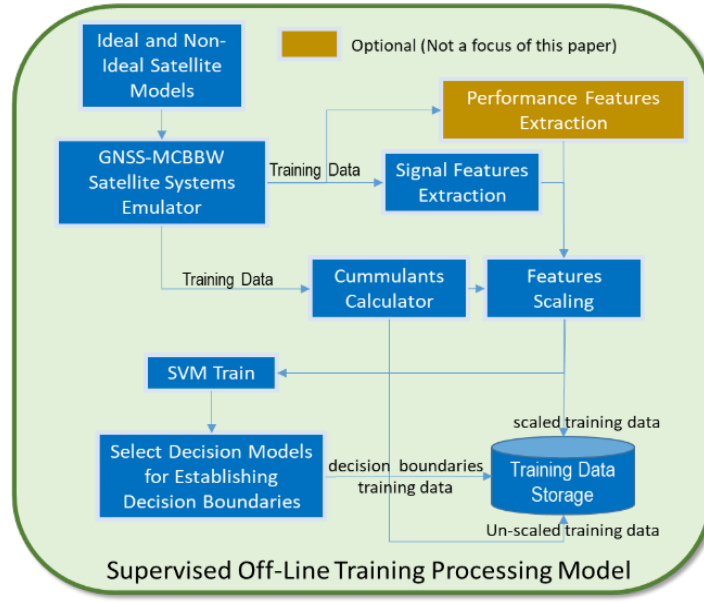 Ideal and Non-
Ideal Satellite
Models
Optional (Not a focus of this paper)
Performance Features
Extraction
GNSS-MCBBW
Satellite Systems
Emulator
Training Data
Signal Features
Extraction
Training Data
Cummulants
Calculator
Features
Scaling
SVM Train
scaled training data
Select Decision Models
for Establishing
Decision Boundaries
decision boundaries
training data
Training Data
Storage
Un-scaled training data
Supervised Off-Line Training Processing Model